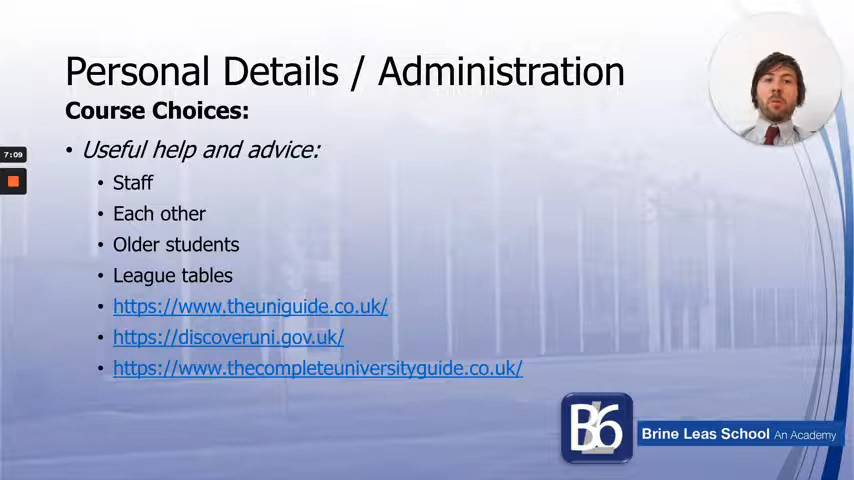 Personal Details / Administration
Course Choices:
• Useful help and advice:
• Staff
• Each other
• Older students
• League tables
• https://www.theuniguide.co.uk/
• https://discoveruni.gov.uk/
• https://www.thecompleteuniversityguide.co.uk/
7:09
BL6
Brine Leas School An Academy